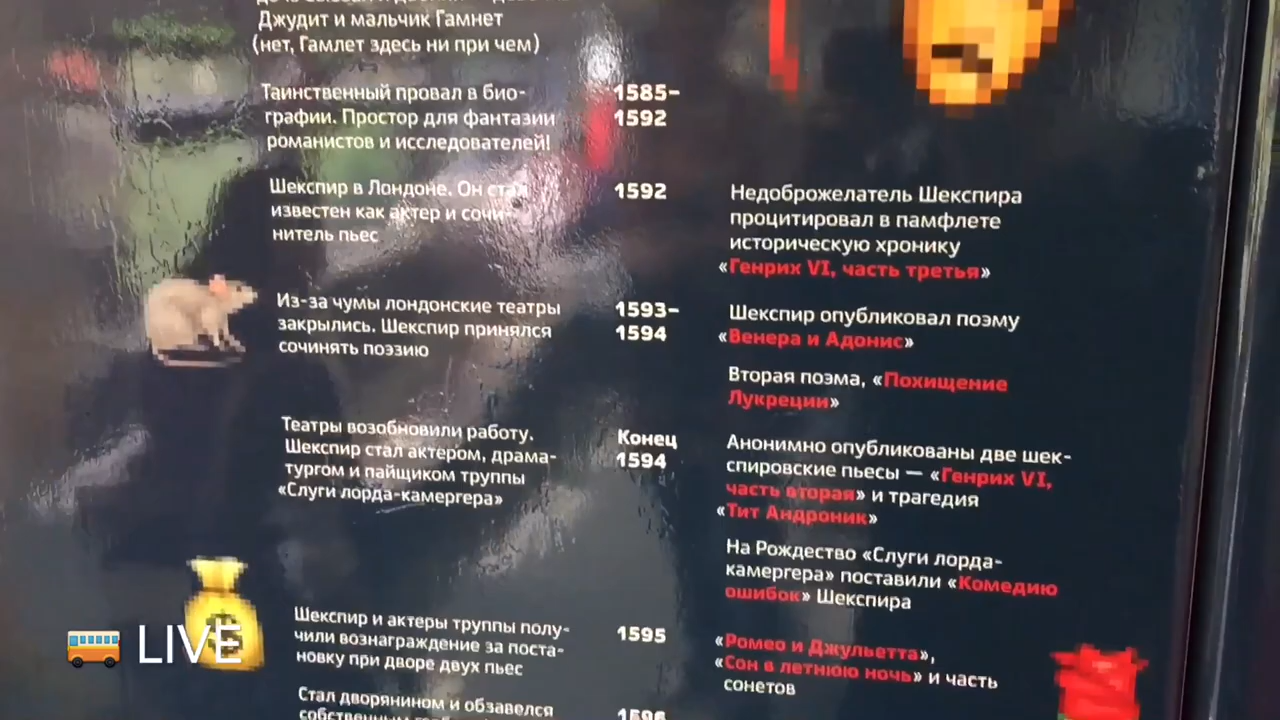 Джудит и мальчик Гамнет
(нет, Гамлет здесь ни при чем)
Таинственный провал в био-
графии. Простор для фантазии
романистов и исследователей!
1585–
1592
Шекспир в Лондоне. Он стал
известен как актер и сочи-
нитель пьес
1592
Недоброжелатель Шекспира
процитировал в памфлете
историческую хронику
«Генрих VI, часть третья»
Из-за чумы лондонские театры
закрылись. Шекспир принялся
сочинять поэзию
1593–
1594
Шекспир опубликовал поэму
«Венера и Адонис»
Вторая поэма, «Похищение
Лукреции»
Театры возобновили работу.
Шекспир стал актером, драма-
тургом и пайщиком труппы
«Слуги лорда-камергера»
Конец
1594
Анонимно опубликованы две шек-
спировские пьесы — «Генрих VI,
часть вторая» и трагедия
«Тит Андроник»
На Рождество «Слуги лорда-
камергера» поставили «Комедию
ошибок» Шекспира
Шекспир и актеры труппы полу-
чили вознаграждение за поста-
новку при дворе двух пьес
1595
«Ромео и Джульетта»,
«Сон в летнюю ночь» и часть
сонетов
Стал дворянином и обзавелся
собственным
1596
LIVE